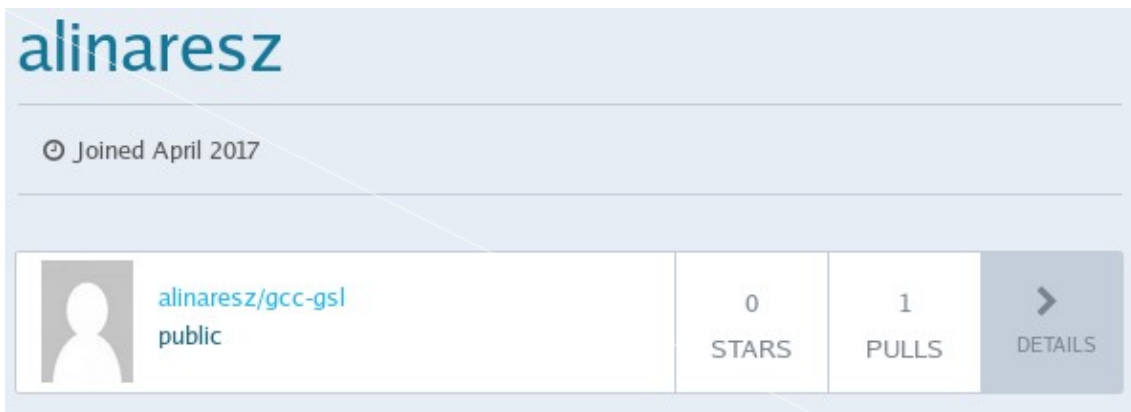 alinaresz
Joined April 2017
alinaresz/gcc-gsl
public
0
STARS
1
PULLS
DETAILS